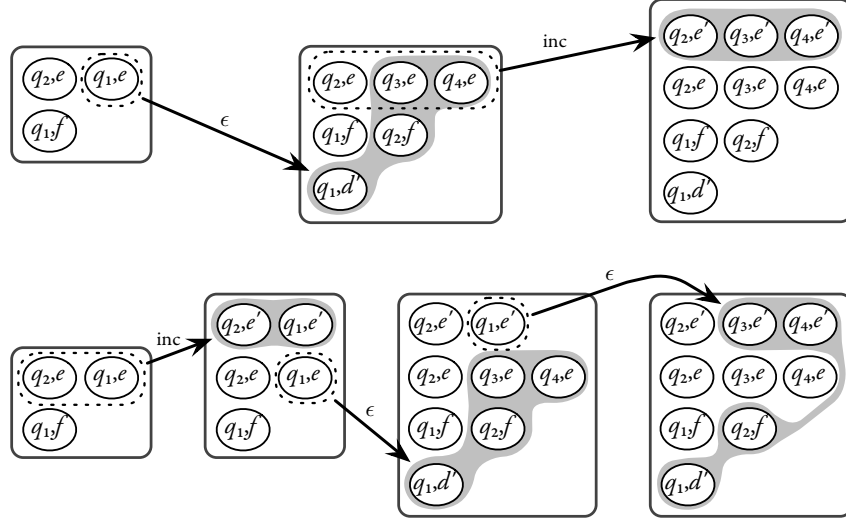 q₂,e q₁,e
q₁,f
ϵ
q₂,e q₃,e q₄,e
q₁,f q₂,f
q₁,d′
inc
q₂,e′ q₃,e′ q₄,e′
q₂,e q₃,e q₄,e
q₁,f q₂,f
q₁,d′
q₂,e q₁,e
q₁,f
inc
q₂,e′ q₁,e′
q₂,e q₁,e
q₁,f
ϵ
q₂,e′ q₁,e′
q₂,e q₃,e q₄,e
q₁,f q₂,f
q₁,d′
ϵ
q₂,e′ q₃,e′ q₄,e′
q₂,e q₃,e q₄,e
q₁,f q₂,f
q₁,d′